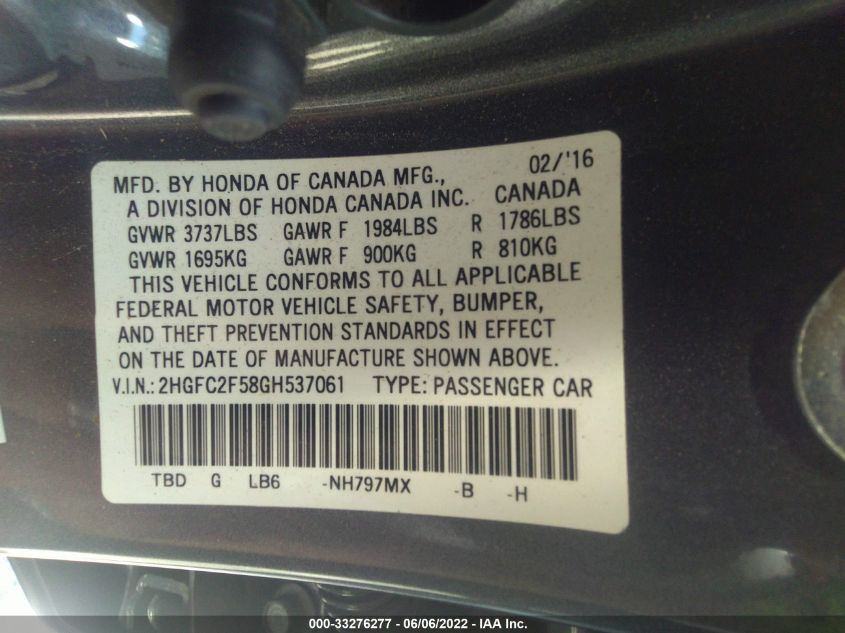 02/'16
MFD. BY HONDA OF CANADA MFG.,
A DIVISION OF HONDA CANADA INC. CANADA
GVWR 3737LBS GAWR F 1984LBS R 1786LBS
GVWR 1695KG GAWR F 900KG R 810KG
THIS VEHICLE CONFORMS TO ALL APPLICABLE
FEDERAL MOTOR VEHICLE SAFETY, BUMPER,
AND THEFT PREVENTION STANDARDS IN EFFECT
ON THE DATE OF MANUFACTURE SHOWN ABOVE.
V.I.N.: 2HGFC2F58GH537061 TYPE: PASSENGER CAR
TBD G LB6 -NH797MX -B -H
000-33276277 - 06/06/2022 - IAA Inc.